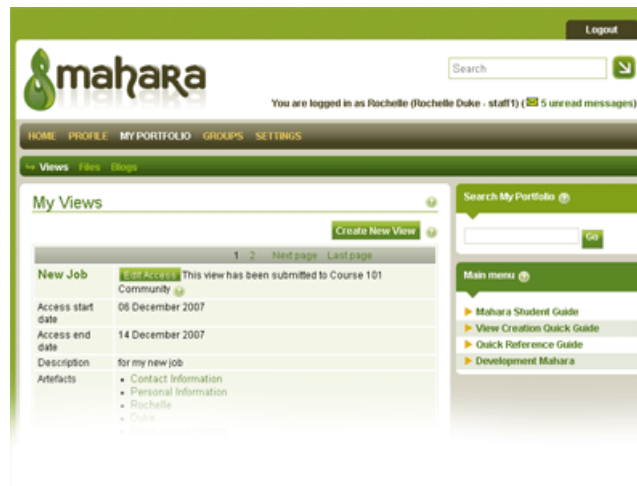 Logout
mahara
Search
You are logged in as Rochelle (Rochelle Duke - staff1) ( 5 unread messages)
HOME PROFILE MY PORTFOLIO GROUPS SETTINGS
Views Files Blogs
My Views
Create New View
1 2 Next page Last page
New Job Edit Access This view has been submitted to Course 101
Community
Access start
date
06 December 2007
Access end
date
14 December 2007
Description for my new job
Artefacts
• Contact Information
• Personal Information
• Rochelle
• Duke
Search My Portfolio
Go
Main menu
Mahara Student Guide
View Creation Quick Guide
Quick Reference Guide
Development Mahara